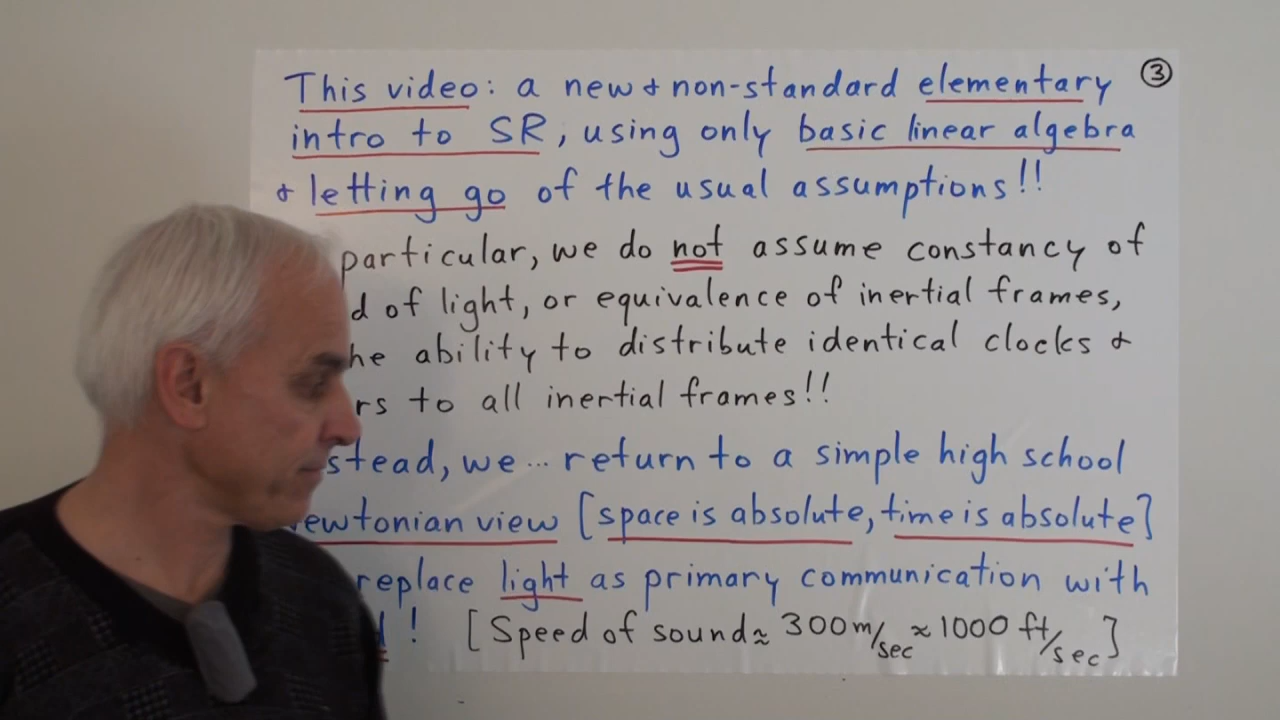 This video: a new & non-standard elementary ③
intro to SR, using only basic linear algebra
& letting go of the usual assumptions!!
particular, we do not assume constancy of
d of light, or equivalence of inertial frames,
he ability to distribute identical clocks &
rs to all inertial frames!!
stead, we... return to a simple high school
ewtonian view [space is absolute, time is absolute]
replace light as primary communication with
! [Speed of sound ≈ 300 m/sec ≈ 1000 ft/sec]